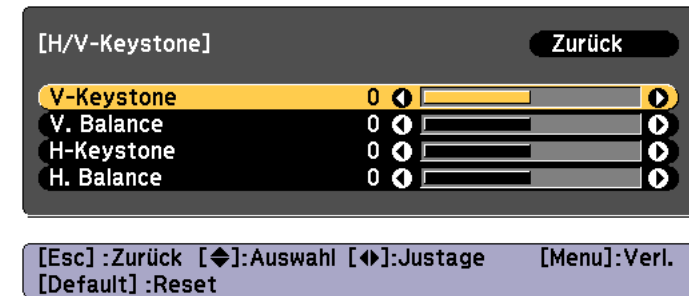 [H/V-Keystone] Zurück
V-Keystone 0
V. Balance 0
H-Keystone 0
H. Balance 0
[Esc] :Zurück [◆]:Auswahl [◀▶]:Justage [Menu]:Verl.
[Default] :Reset